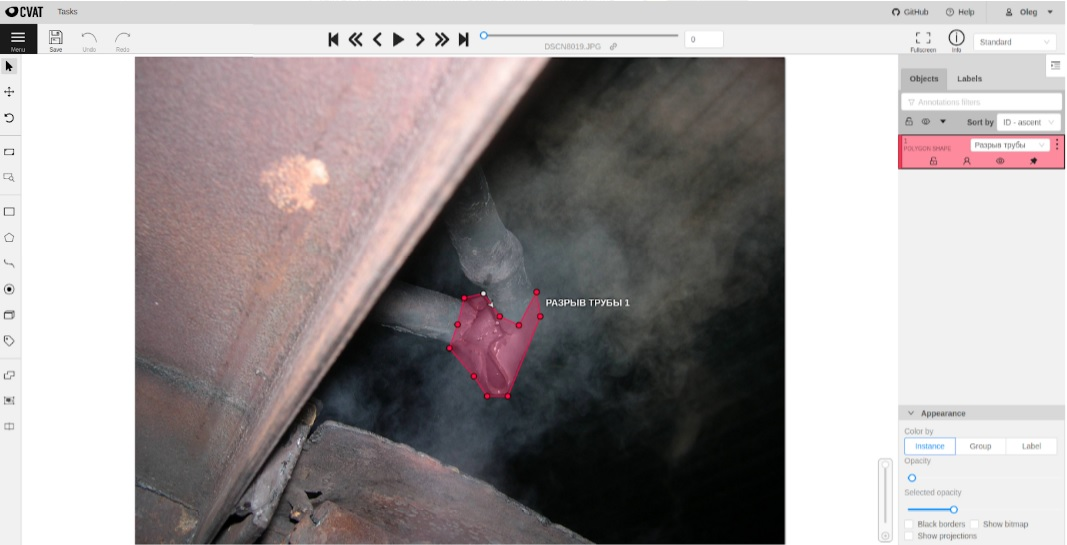 CVAT
Tasks
GitHub
Help
Oleg
Menu
Save
Undo
Redo
DSCN8019.JPG
0
Fullscreen
Info
Standard
Objects
Labels
Annotations filters
Sort by
ID - ascent
1
POLYGON SHAPE
Разрыв трубы
РАЗРЫВ ТРУБЫ 1
Appearance
Color by
Instance
Group
Label
Opacity
Selected opacity
Black borders
Show bitmap
Show projections